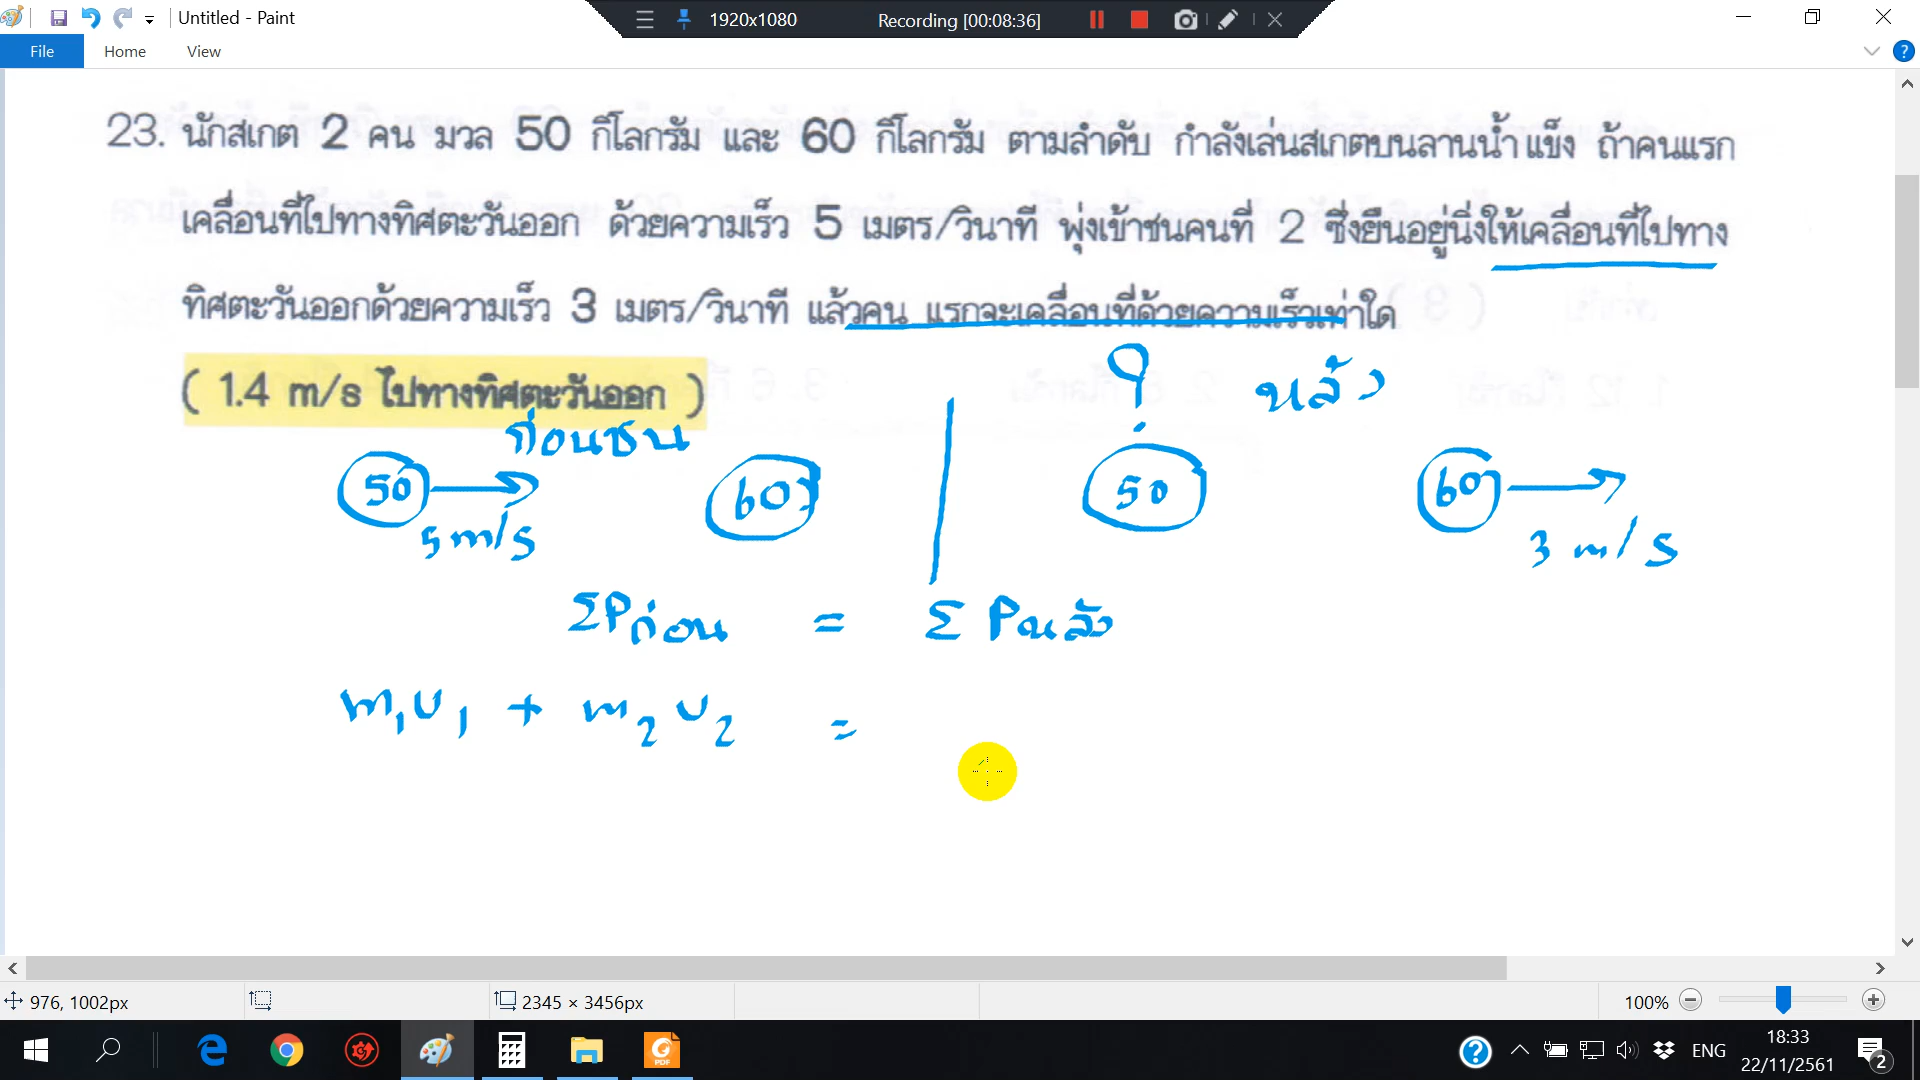 Untitled - Paint
1920x1080
Recording [00:08:36]
File
Home
View
23. นักสเกต 2 คน มวล 50 กิโลกรัม และ 60 กิโลกรัม ตามลำดับ กำลังเล่นสเกตบนลานน้ำแข็ง ถ้าคนแรก
เคลื่อนที่ไปทางทิศตะวันออก ด้วยความเร็ว 5 เมตร/วินาที พุ่งเข้าชนคนที่ 2 ซึ่งยืนอยู่นิ่งให้เคลื่อนที่ไปทาง
ทิศตะวันออกด้วยความเร็ว 3 เมตร/วินาที แล้วคน แรกจะเคลื่อนที่ด้วยความเร็วเท่าใด
( 1.4 m/s ไปทางทิศตะวันออก )
ก่อนชน
?
หลัง
50
60
50
60
5 m/s
3 m/s
ΣPก่อน = ΣPหลัง
m₁u₁ + m₂u₂ =
976, 1002px
2345 × 3456px
100%
PDF
ENG
18:33
22/11/2561
2